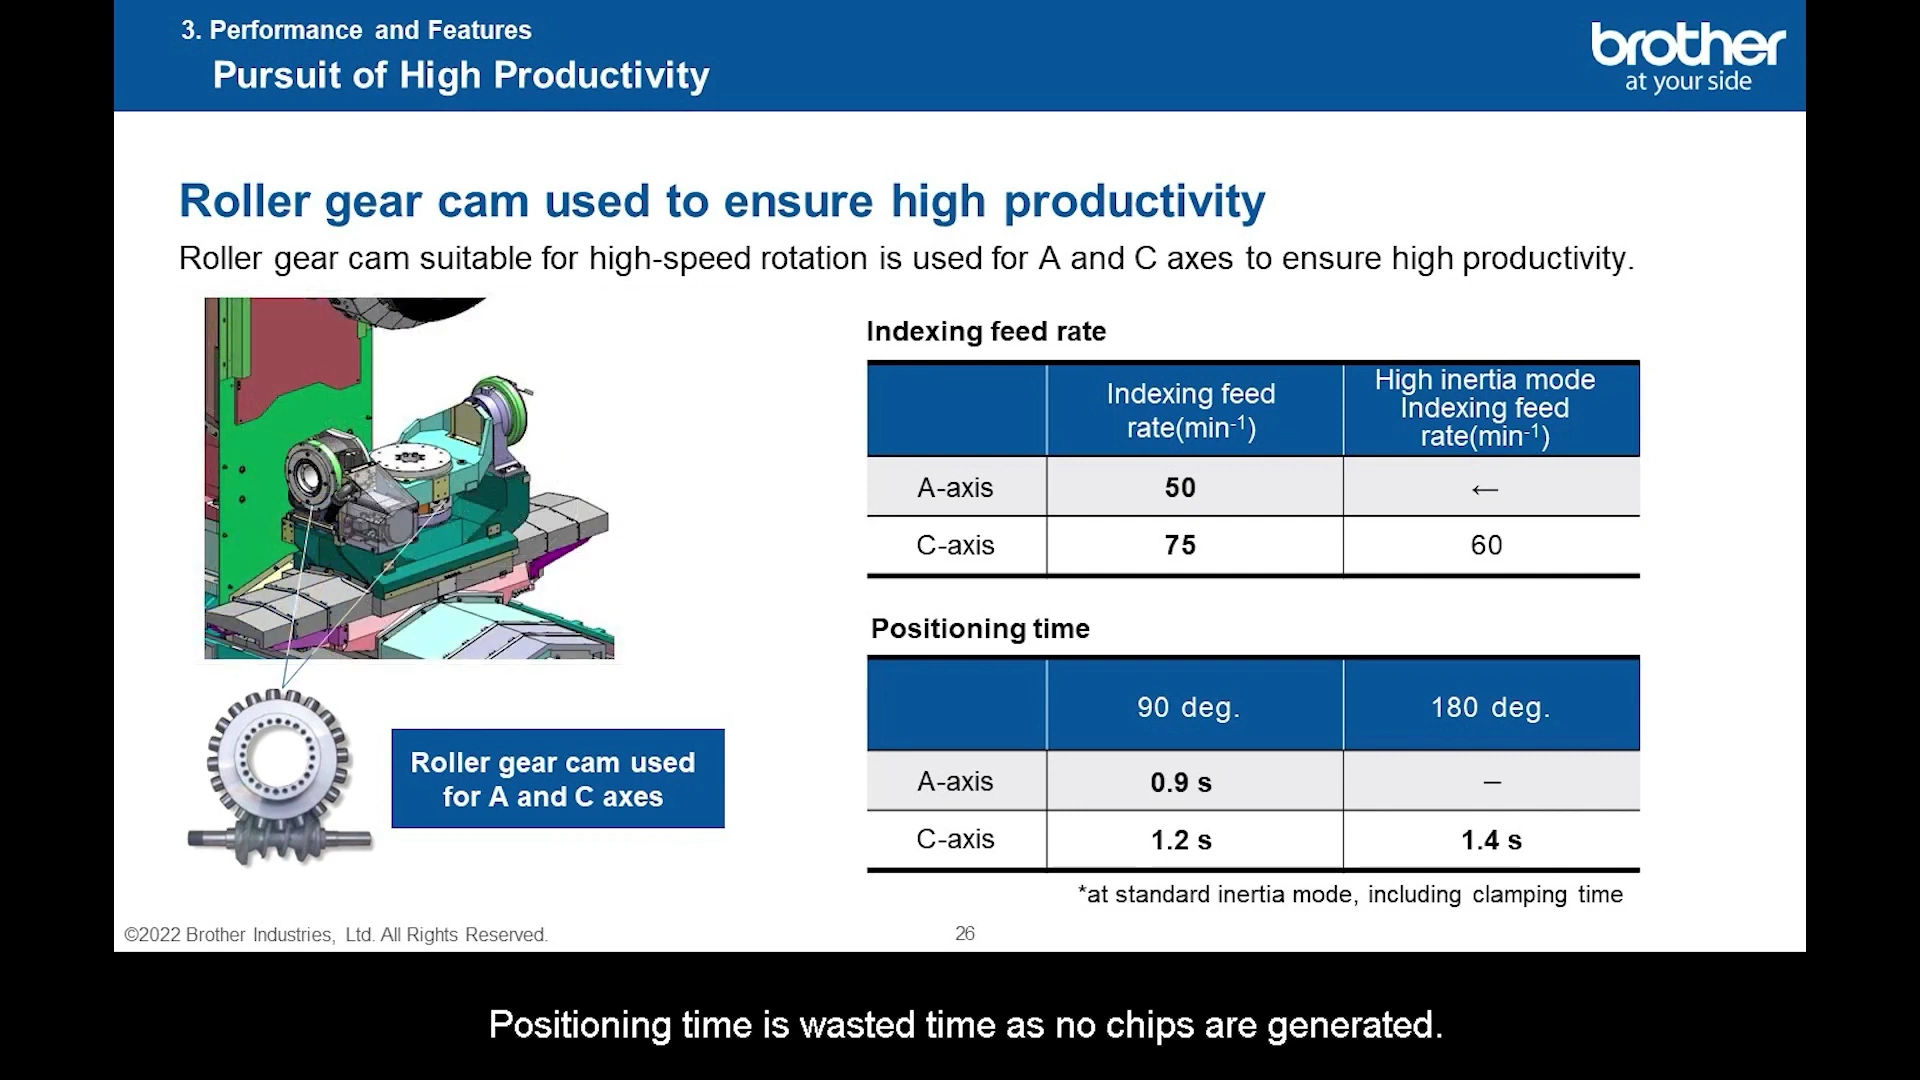 3. Performance and Features
Pursuit of High Productivity
brother
at your side
Roller gear cam used to ensure high productivity
Roller gear cam suitable for high-speed rotation is used for A and C axes to ensure high productivity.
Indexing feed rate
Indexing feed
rate(min-1)
High inertia mode
Indexing feed
rate(min-1)
A-axis 50 ←
C-axis 75 60
Positioning time
90 deg. 180 deg.
A-axis 0.9 s –
C-axis 1.2 s 1.4 s
*at standard inertia mode, including clamping time
Roller gear cam used
for A and C axes
©2022 Brother Industries, Ltd. All Rights Reserved.
26
Positioning time is wasted time as no chips are generated.